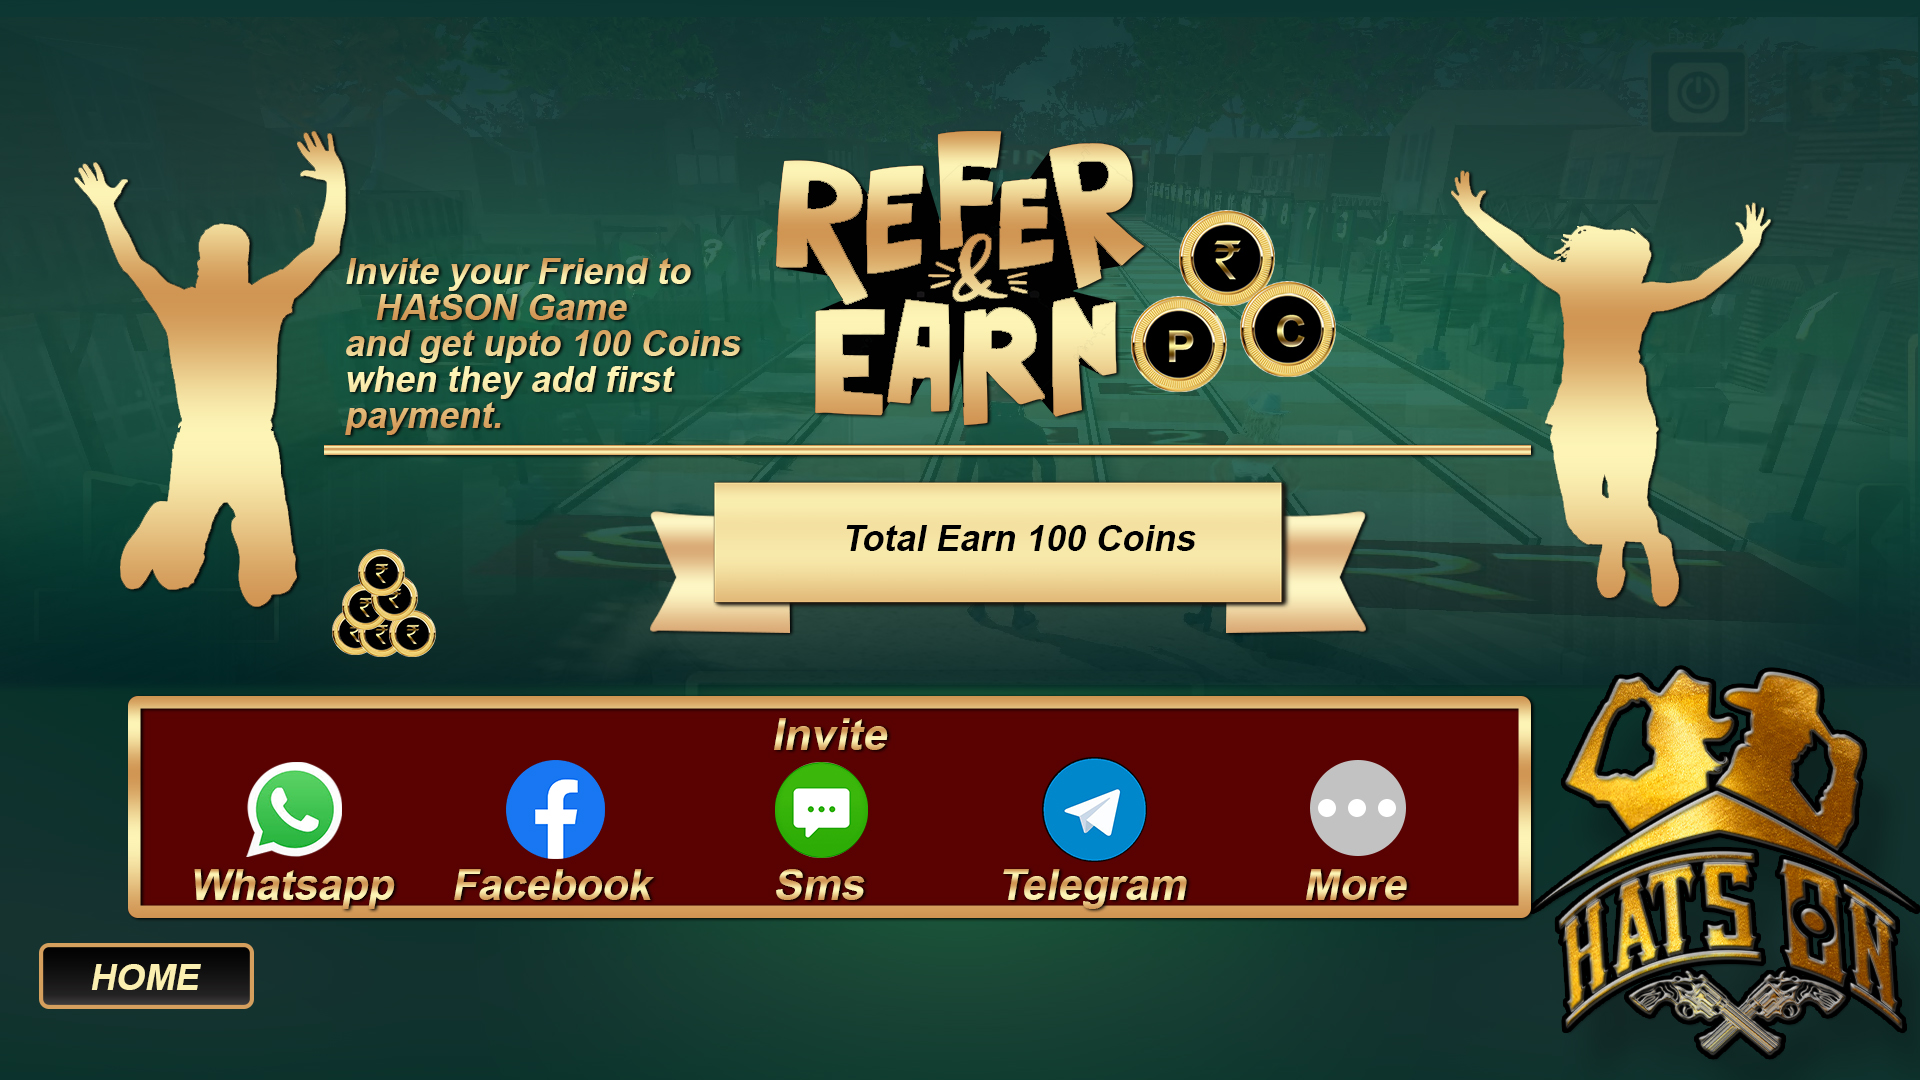 REFER
&
EARN
Invite your Friend to
HAtSON Game
and get upto 100 Coins
when they add first
payment.
₹
P
C
Total Earn 100 Coins
₹
₹ ₹
₹ ₹ ₹
Invite
Whatsapp
Facebook
Sms
Telegram
More
HATS ON
HOME